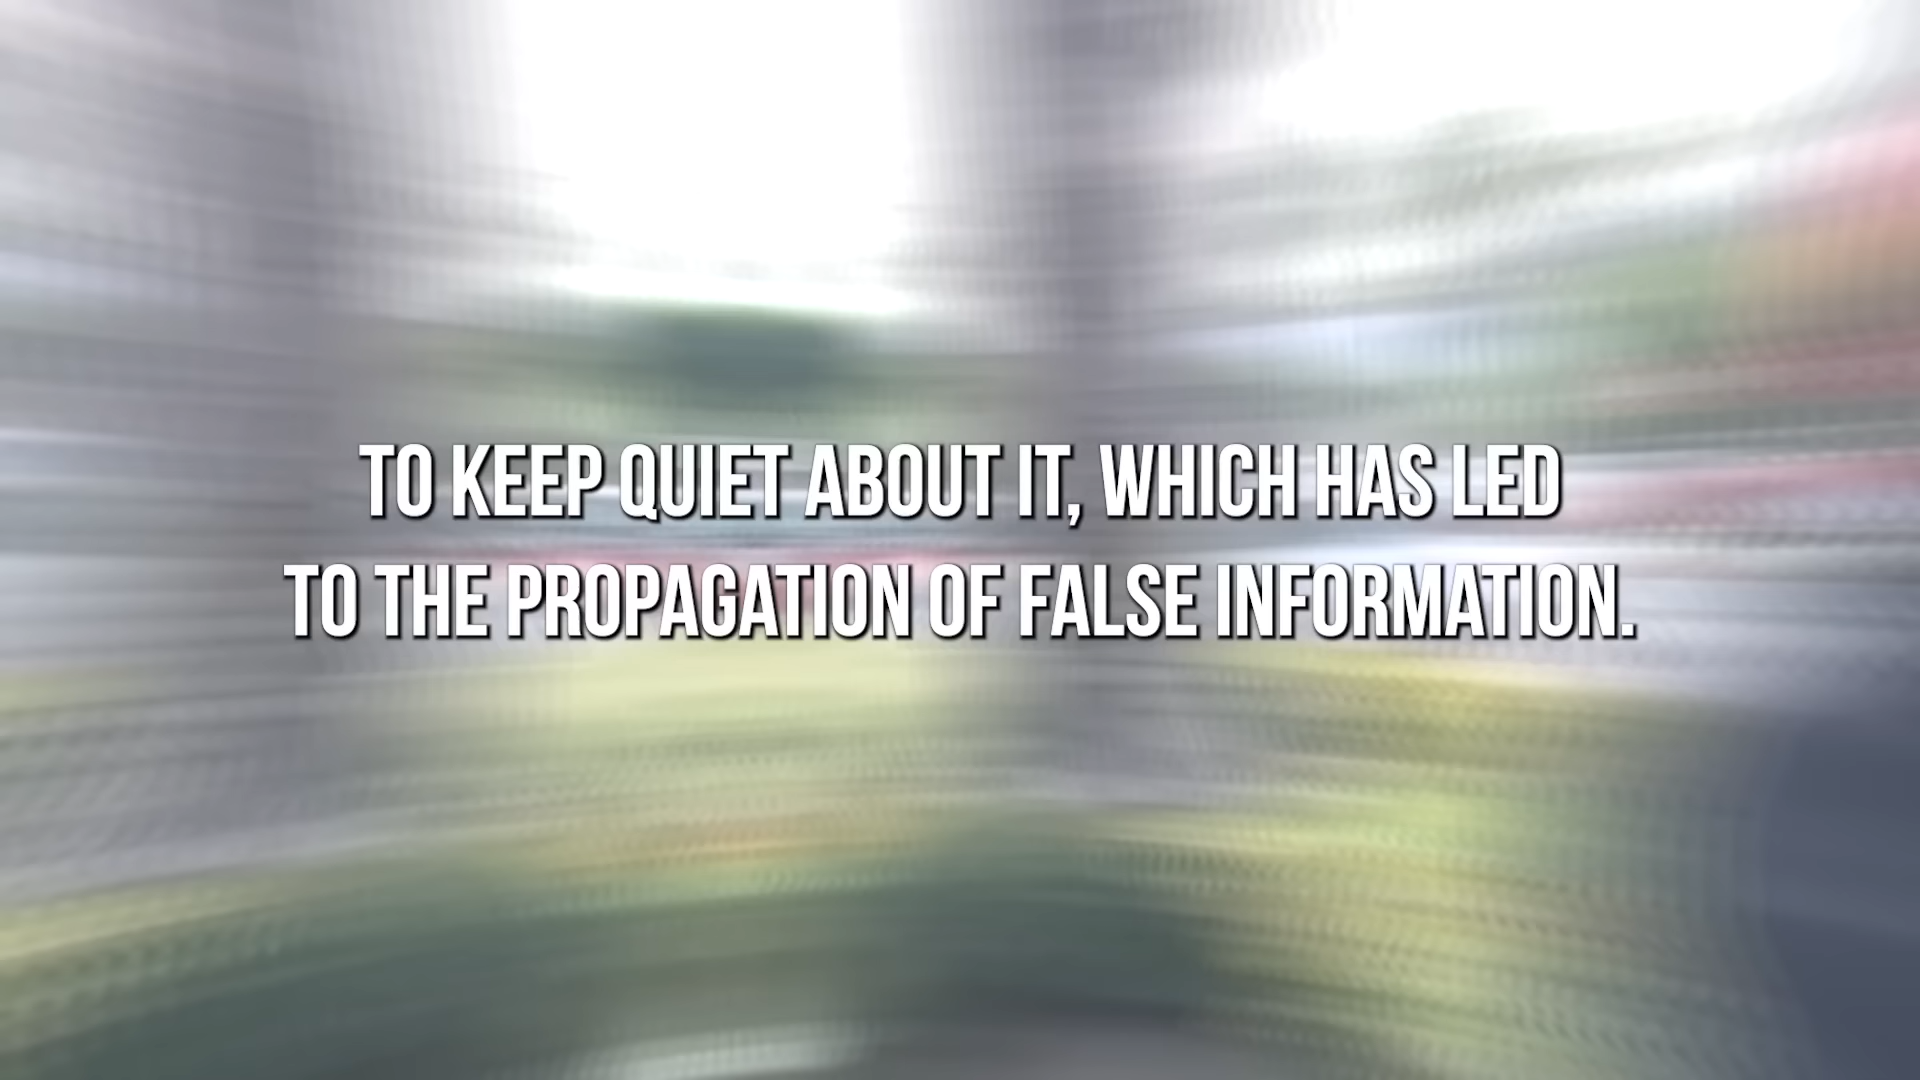 TO KEEP QUIET ABOUT IT, WHICH HAS LED
TO THE PROPAGATION OF FALSE INFORMATION.